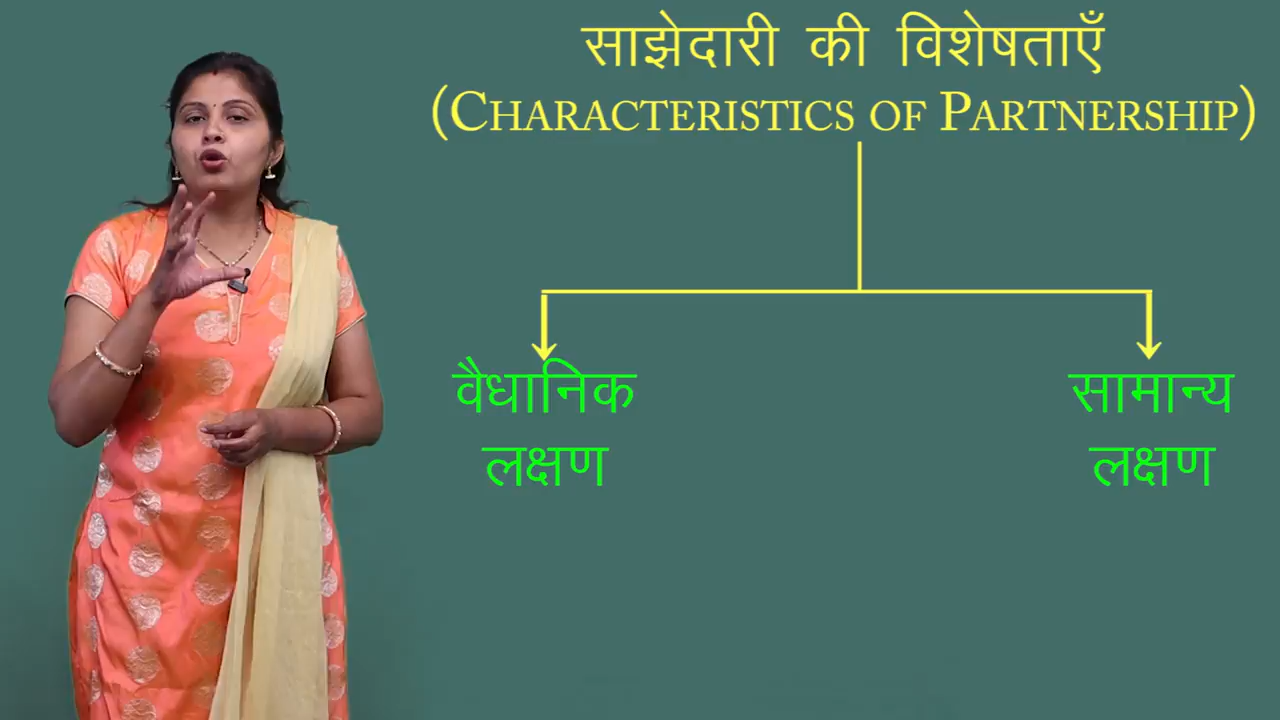 साझेदारी की विशेषताएँ
(CHARACTERISTICS OF PARTNERSHIP)
वैधानिक
लक्षण
सामान्य
लक्षण